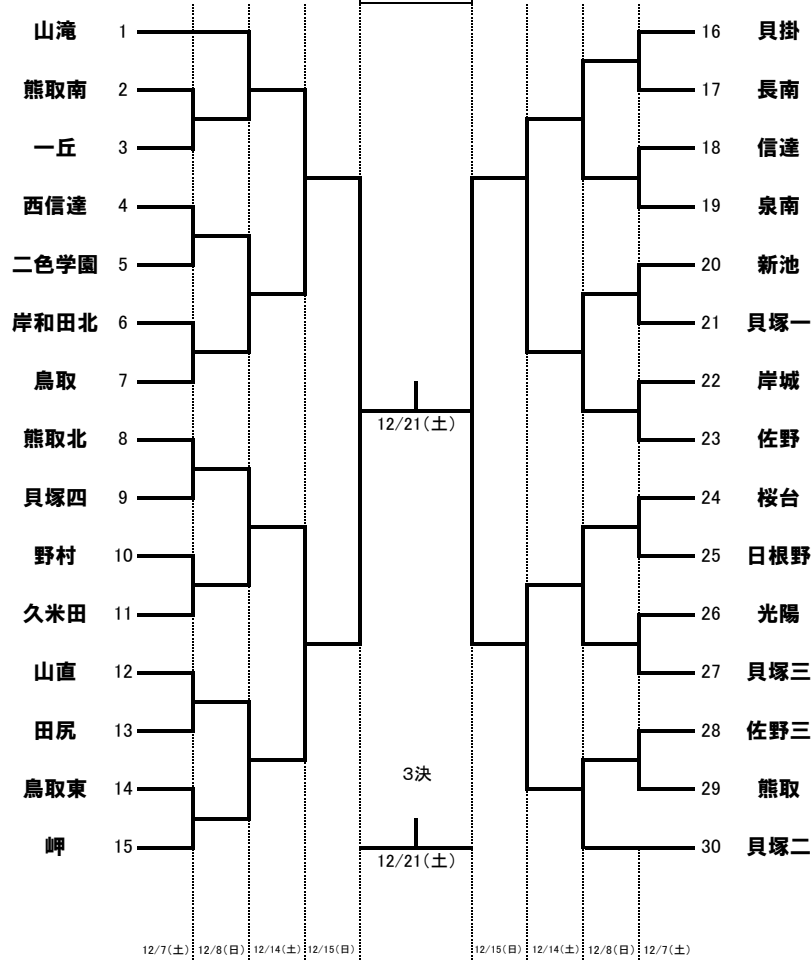 山滝 1
熊取南 2
一丘 3
西信達 4
二色学園 5
岸和田北 6
鳥取 7
熊取北 8
貝塚四 9
野村 10
久米田 11
山直 12
田尻 13
鳥取東 14
岬 15
12/21(土)
3決
12/21(土)
16 貝掛
17 長南
18 信達
19 泉南
20 新池
21 貝塚一
22 岸城
23 佐野
24 桜台
25 日根野
26 光陽
27 貝塚三
28 佐野三
29 熊取
30 貝塚二
12/7(土) 12/8(日) 12/14(土) 12/15(日) 12/15(日) 12/14(土) 12/8(日) 12/7(土)